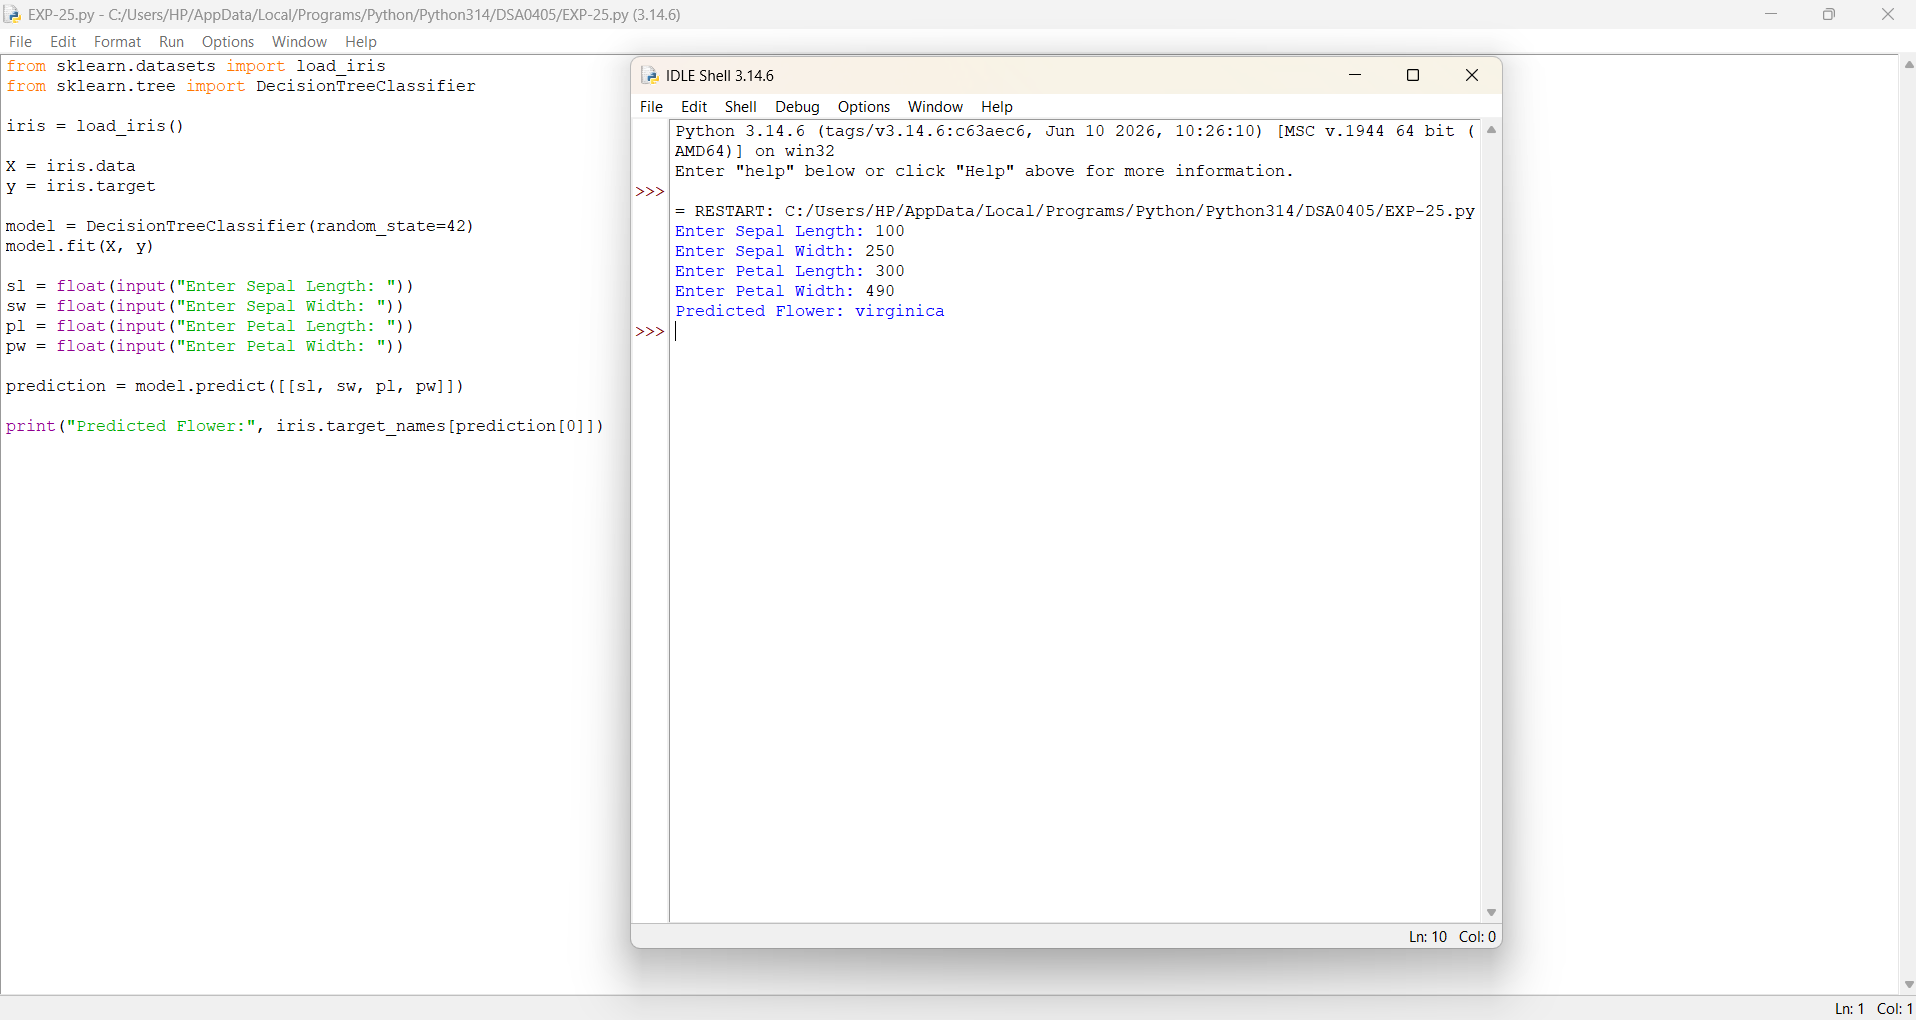 EXP-25.py - C:/Users/HP/AppData/Local/Programs/Python/Python314/DSA0405/EXP-25.py (3.14.6)
File Edit Format Run Options Window Help
from sklearn.datasets import load_iris
from sklearn.tree import DecisionTreeClassifier

iris = load_iris()

X = iris.data
y = iris.target

model = DecisionTreeClassifier(random_state=42)
model.fit(X, y)

sl = float(input("Enter Sepal Length: "))
sw = float(input("Enter Sepal Width: "))
pl = float(input("Enter Petal Length: "))
pw = float(input("Enter Petal Width: "))

prediction = model.predict([[sl, sw, pl, pw]])

print("Predicted Flower:", iris.target_names[prediction[0]])
IDLE Shell 3.14.6
File Edit Shell Debug Options Window Help
Python 3.14.6 (tags/v3.14.6:c63aec6, Jun 10 2026, 10:26:10) [MSC v.1944 64 bit (
AMD64)] on win32
Enter "help" below or click "Help" above for more information.
>>>
= RESTART: C:/Users/HP/AppData/Local/Programs/Python/Python314/DSA0405/EXP-25.py
Enter Sepal Length: 100
Enter Sepal Width: 250
Enter Petal Length: 300
Enter Petal Width: 490
Predicted Flower: virginica
>>>
Ln: 10 Col: 0
Ln: 1 Col: 1